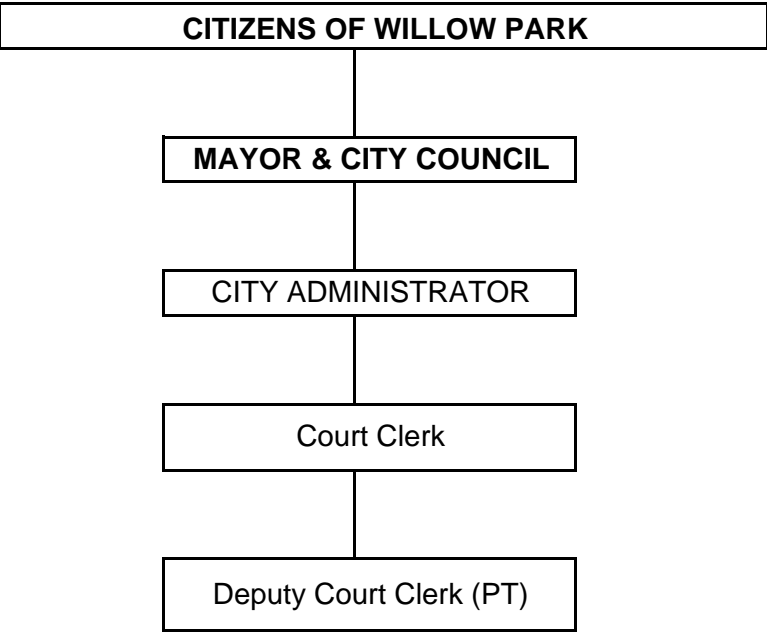 CITIZENS OF WILLOW PARK
MAYOR & CITY COUNCIL
CITY ADMINISTRATOR
Court Clerk
Deputy Court Clerk (PT)